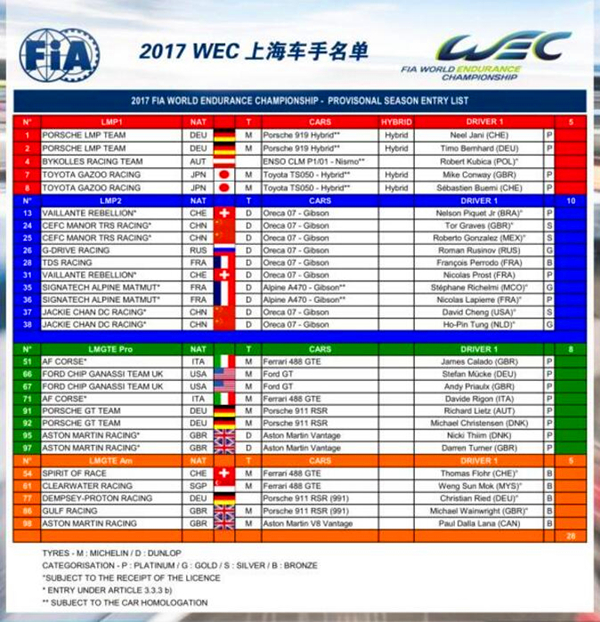 FIA
2017 WEC 上海车手名单
WEC
FIA WORLD ENDURANCE
CHAMPIONSHIP
2017 FIA WORLD ENDURANCE CHAMPIONSHIP - PROVISONAL SEASON ENTRY LIST
N° LMP1 NAT T CARS HYBRID DRIVER 1 5
1 PORSCHE LMP TEAM DEU M Porsche 919 Hybrid** Hybrid Neel Jani (CHE) P
2 PORSCHE LMP TEAM DEU M Porsche 919 Hybrid** Hybrid Timo Bernhard (DEU) P
4 BYKOLLES RACING TEAM AUT ENSO CLM P1/01 - Nismo** Robert Kubica (POL)*
7 TOYOTA GAZOO RACING JPN M Toyota TS050 - Hybrid** Hybrid Mike Conway (GBR) P
8 TOYOTA GAZOO RACING JPN M Toyota TS050 - Hybrid** Hybrid Sébastien Buemi (CHE) P
N° LMP2 NAT T CARS DRIVER 1 10
13 VAILLANTE REBELLION* CHE D Oreca 07 - Gibson Nelson Piquet Jr (BRA)° P
24 CEFC MANOR TRS RACING* CHN D Oreca 07 - Gibson Tor Graves (GBR)° S
25 CEFC MANOR TRS RACING* CHN D Oreca 07 - Gibson Roberto Gonzalez (MEX)° S
26 G-DRIVE RACING RUS D Oreca 07 - Gibson Roman Rusinov (RUS) G
28 TDS RACING FRA D Oreca 07 - Gibson François Perrodo (FRA) B
31 VAILLANTE REBELLION* CHE D Oreca 07 - Gibson Nicolas Prost (FRA) P
35 SIGNATECH ALPINE MATMUT* FRA D Alpine A470 - Gibson** Stéphane Richelmi (MCO) G
36 SIGNATECH ALPINE MATMUT* FRA D Alpine A470 - Gibson** Nicolas Lapierre (FRA)° P
37 JACKIE CHAN DC RACING* CHN D Oreca 07 - Gibson David Cheng (USA)° S
38 JACKIE CHAN DC RACING* CHN D Oreca 07 - Gibson Ho-Pin Tung (NLD)° G
N° LMGTE Pro NAT T CARS DRIVER 1 8
51 AF CORSE* ITA M Ferrari 488 GTE James Calado (GBR) P
66 FORD CHIP GANASSI TEAM UK USA M Ford GT Stefan Mücke (DEU) P
67 FORD CHIP GANASSI TEAM UK USA M Ford GT Andy Priaulx (GBR) P
71 AF CORSE* ITA M Ferrari 488 GTE Davide Rigon (ITA) P
91 PORSCHE GT TEAM DEU M Porsche 911 RSR Richard Lietz (AUT) P
92 PORSCHE GT TEAM DEU M Porsche 911 RSR Michael Christensen (DNK) P
95 ASTON MARTIN RACING* GBR D Aston Martin Vantage Nicki Thiim (DNK) P
97 ASTON MARTIN RACING* GBR D Aston Martin Vantage Darren Turner (GBR) P
N° LMGTE Am NAT T CARS DRIVER 1 5
54 SPIRIT OF RACE CHE M Ferrari 488 GTE Thomas Flohr (CHE)° B
61 CLEARWATER RACING SGP M Ferrari 488 GTE Weng Sun Mok (MYS)° B
77 DEMPSEY-PROTON RACING DEU Porsche 911 RSR (991) Christian Ried (DEU)° B
86 GULF RACING GBR M Porsche 911 RSR (991) Michael Wainwright (GBR)° B
98 ASTON MARTIN RACING GBR M Aston Martin V8 Vantage Paul Dalla Lana (CAN) B
26
TYRES - M : MICHELIN / D : DUNLOP
CATEGORISATION - P : PLATINUM / G : GOLD / S : SILVER / B : BRONZE
°SUBJECT TO THE RECEIPT OF THE LICENCE
* ENTRY UNDER ARTICLE 3.3.3 b)
** SUBJECT TO THE CAR HOMOLOGATION